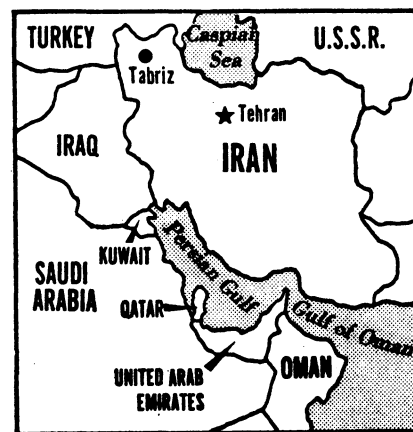 TURKEY
Caspian
Sea
U.S.S.R.
Tabriz
Tehran
IRAQ
IRAN
KUWAIT
Persian Gulf
SAUDI
ARABIA
QATAR
Gulf of Oman
UNITED ARAB
EMIRATES
OMAN